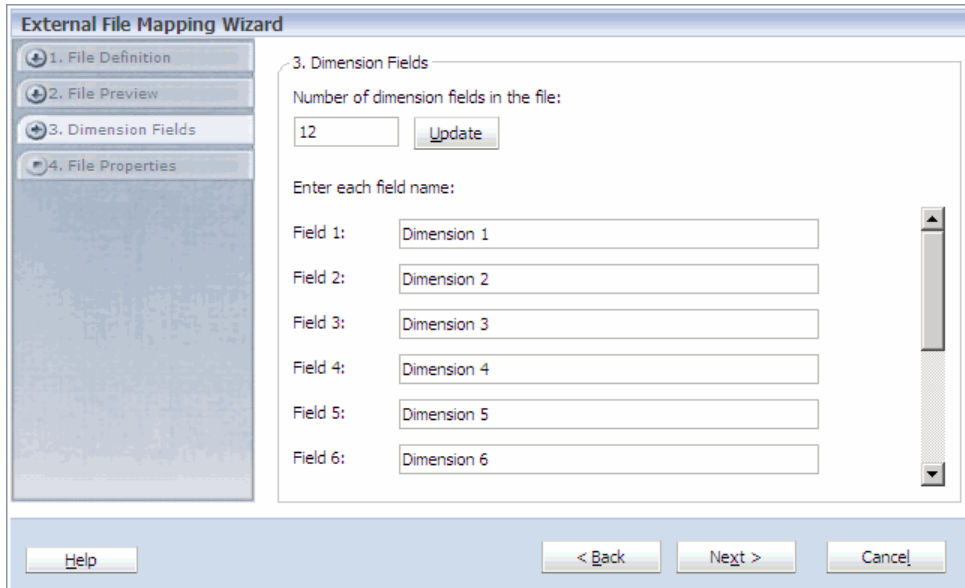 External File Mapping Wizard
1. File Definition
2. File Preview
3. Dimension Fields
4. File Properties
3. Dimension Fields
Number of dimension fields in the file:
12 Update
Enter each field name:
Field 1: Dimension 1
Field 2: Dimension 2
Field 3: Dimension 3
Field 4: Dimension 4
Field 5: Dimension 5
Field 6: Dimension 6
Help < Back Next > Cancel